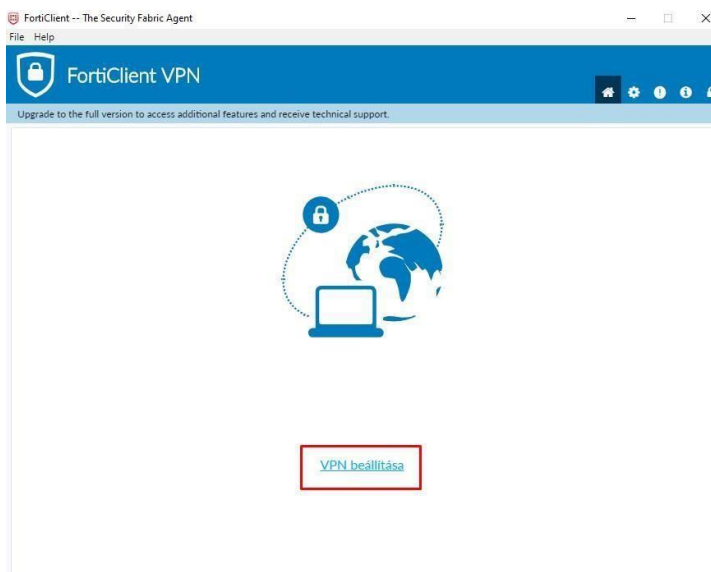 FortiClient -- The Security Fabric Agent
File Help
FortiClient VPN
Upgrade to the full version to access additional features and receive technical support.
VPN beállítása